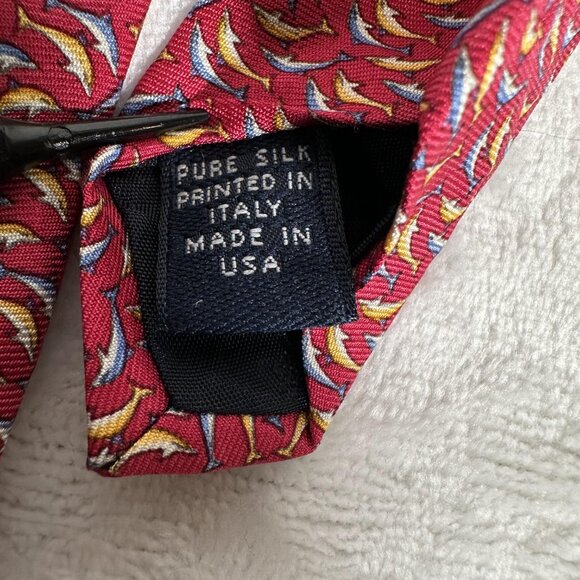 PURE SILK
PRINTED IN
ITALY
MADE IN
USA